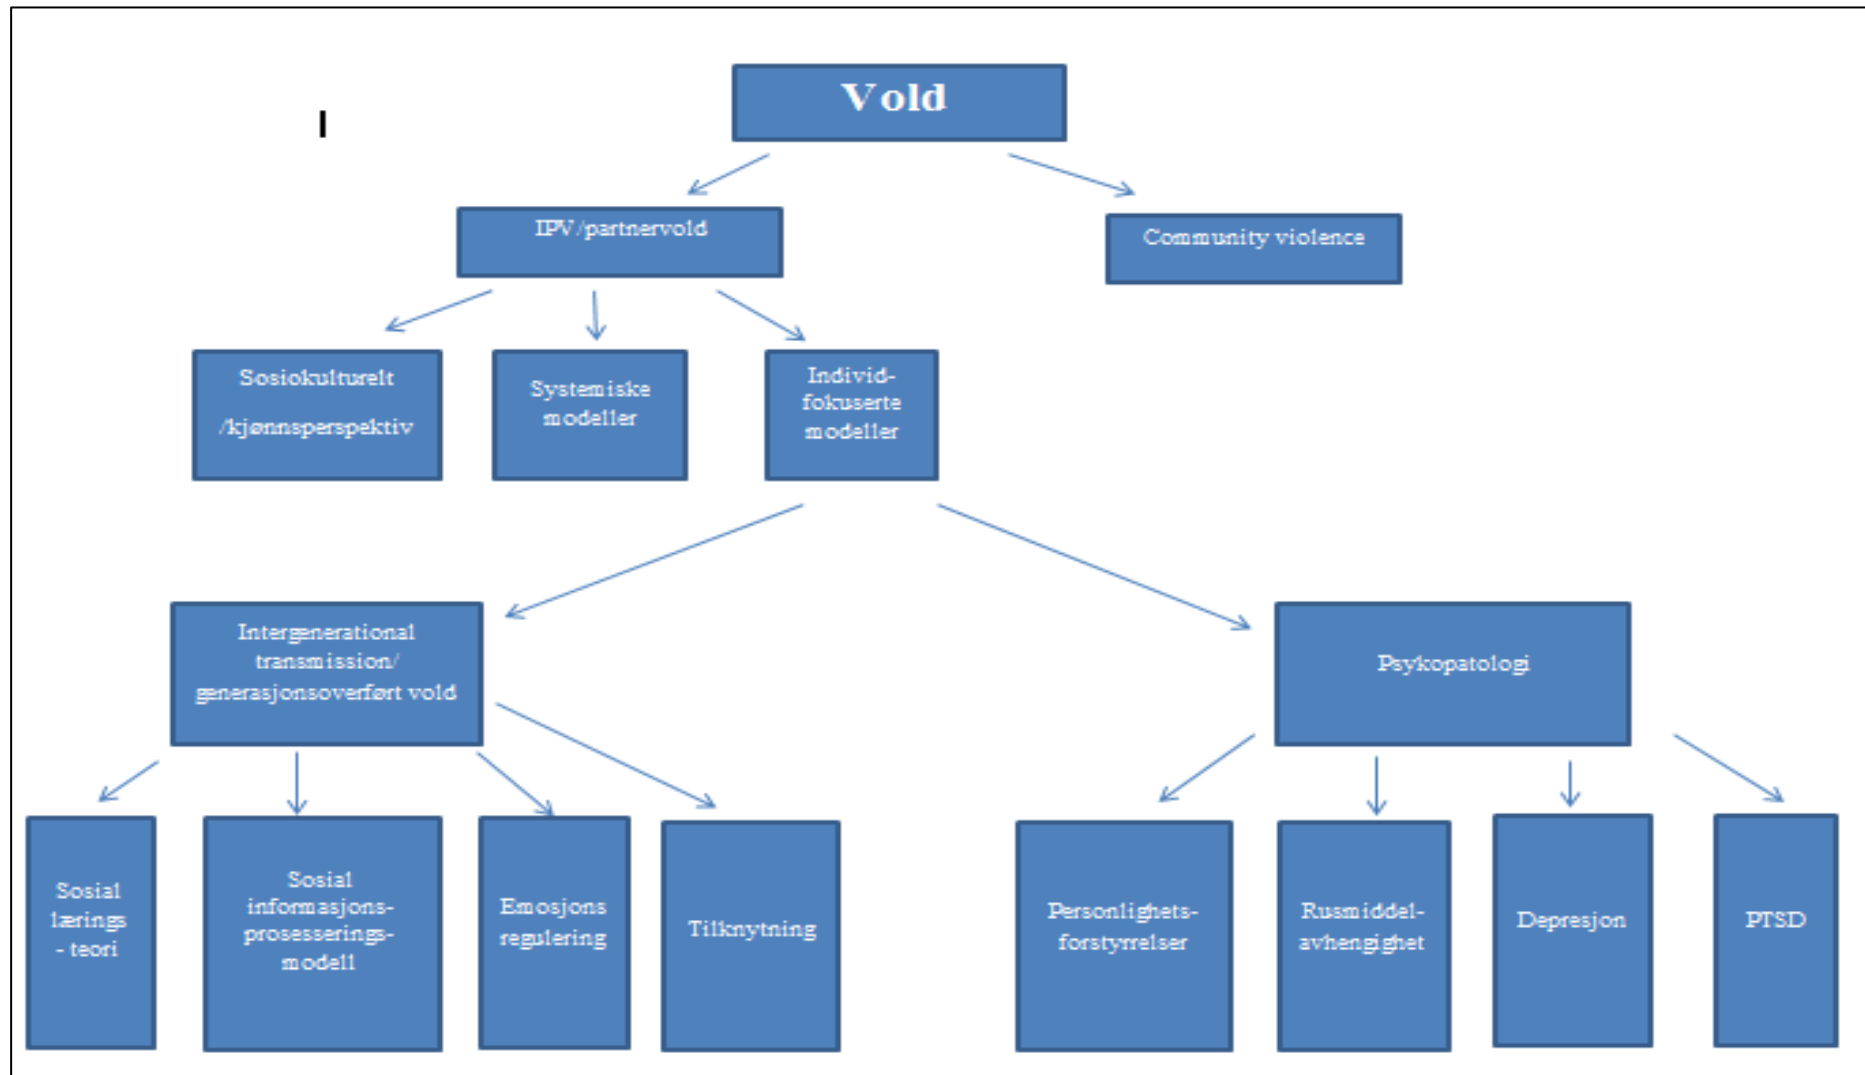 Vold
I
IPV/partnervold
Community violence
Sosiokulturelt
/kjønnsperspektiv
Systemiske
modeller
Individ-
fokuserte
modeller
Intergenerational
transmission/
generasjonsoverført vold
Psykopatologi
Sosial
lærings
- teori
Sosial
informasjons-
prosesserings-
modell
Emosjons
regulering
Tilknytning
Personlighets-
forstyrrelser
Rusmiddel-
avhengighet
Depresjon
PTSD